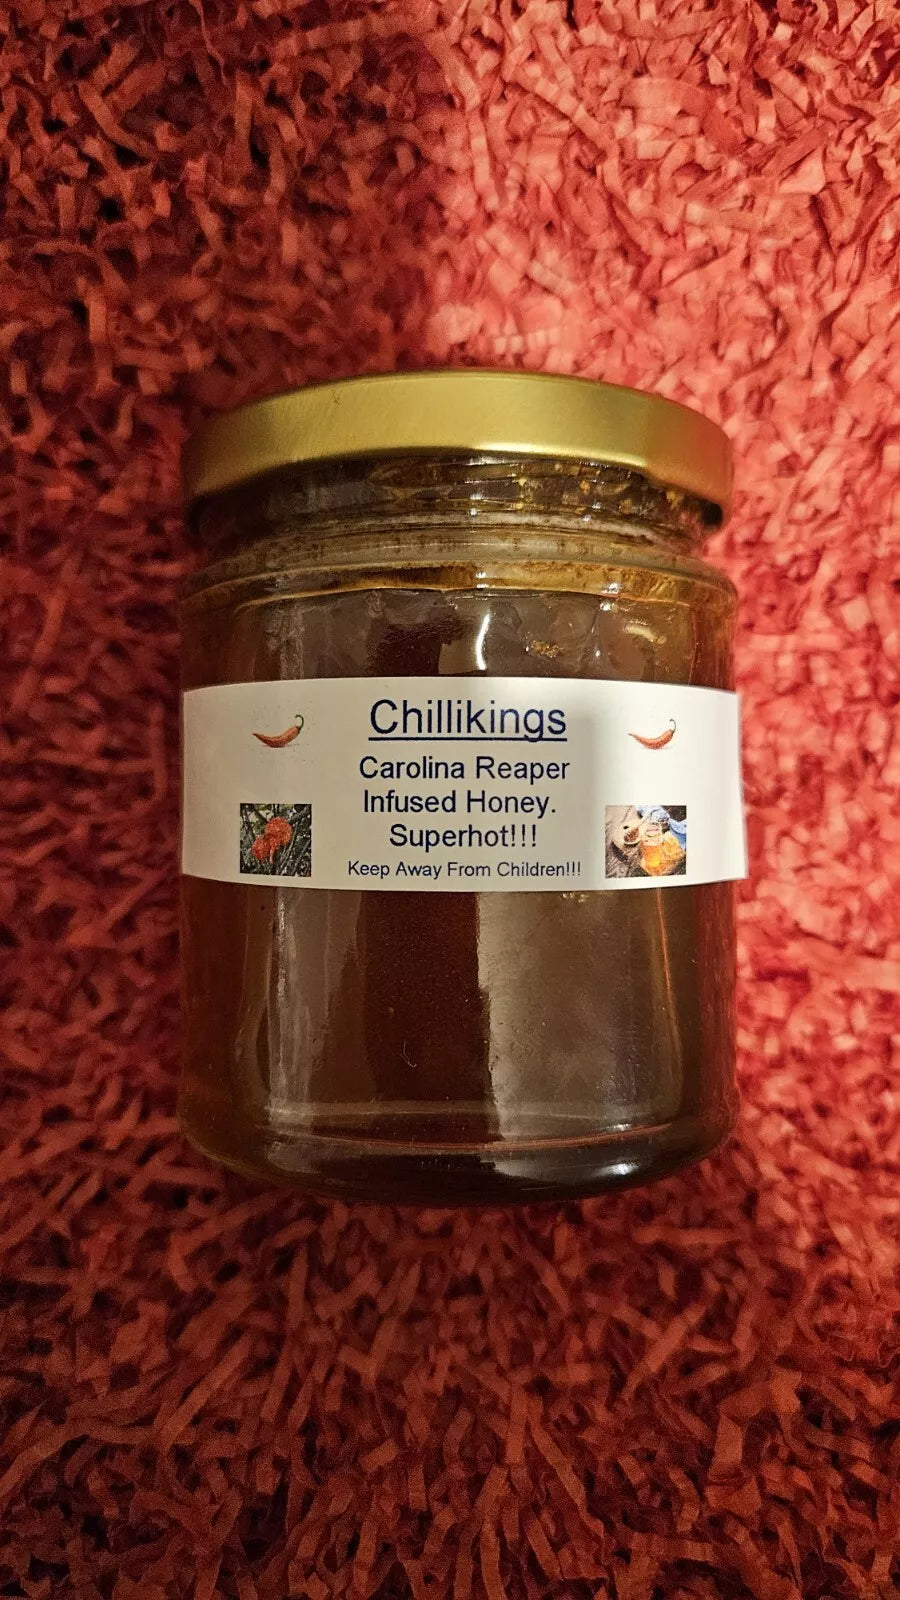 Chillikings
Carolina Reaper
Infused Honey.
Superhot!!!
Keep Away From Children!!!